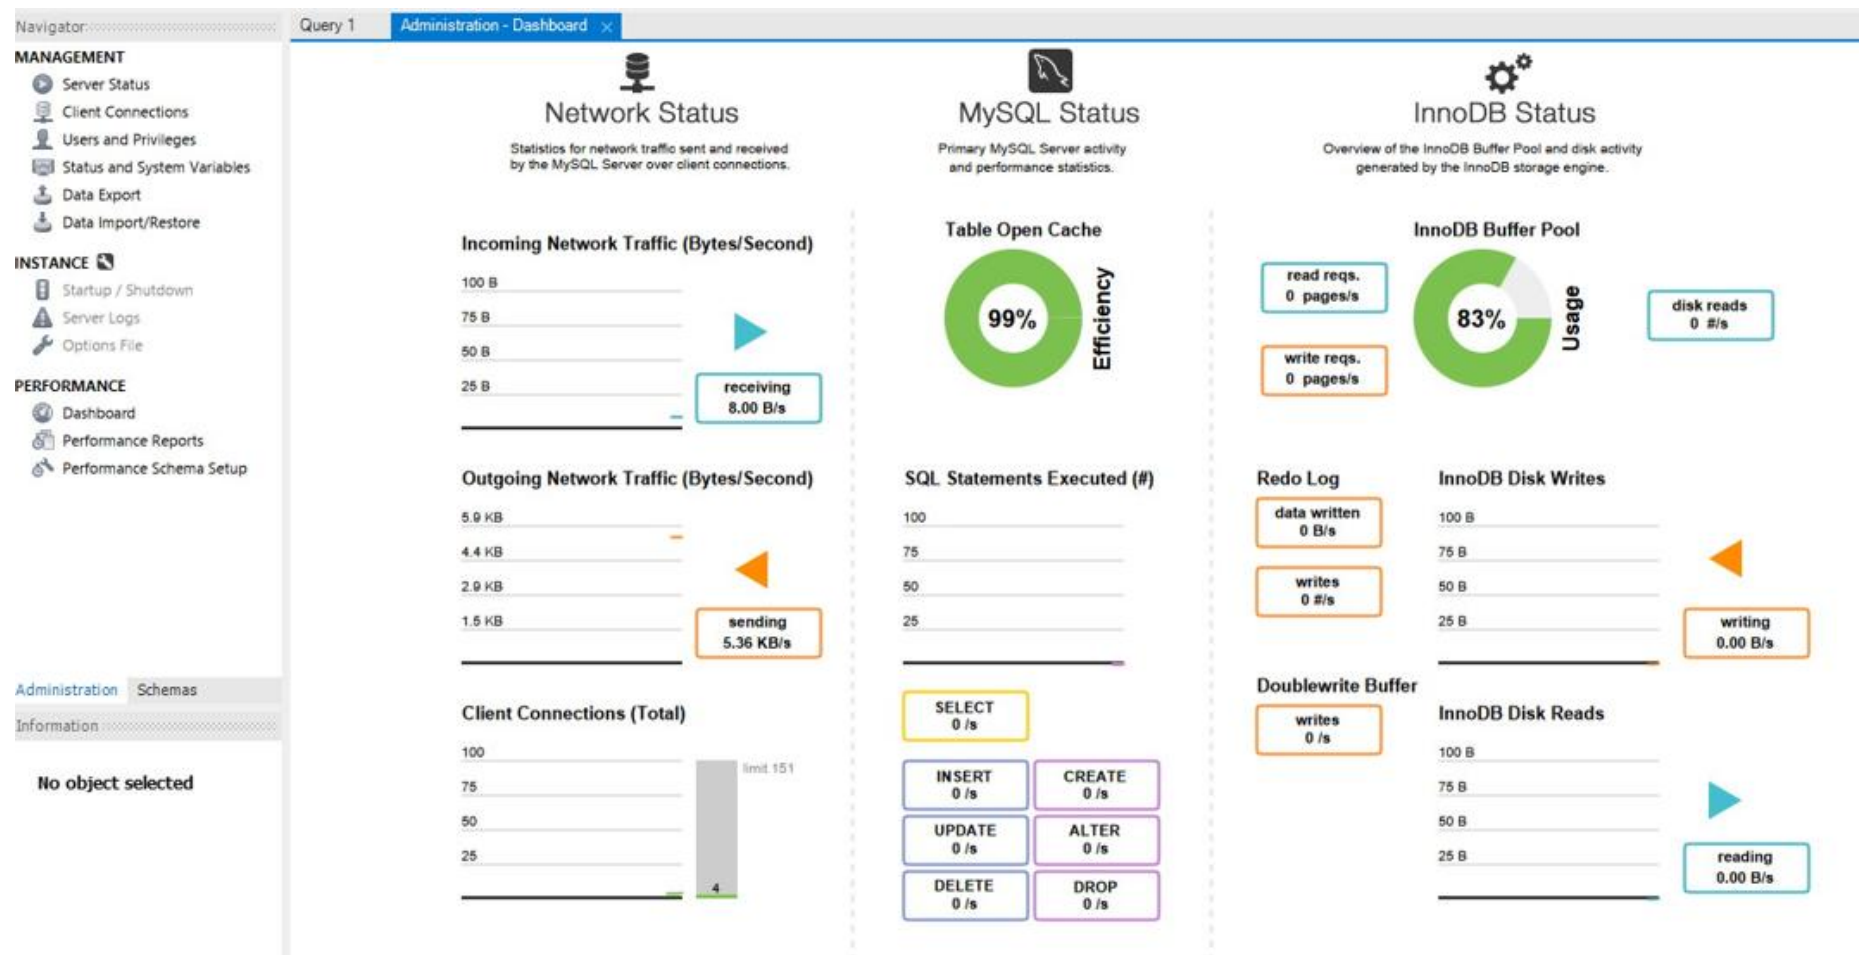 Navigator
MANAGEMENT
Server Status
Client Connections
Users and Privileges
Status and System Variables
Data Export
Data Import/Restore
INSTANCE
Startup / Shutdown
Server Logs
Options File
PERFORMANCE
Dashboard
Performance Reports
Performance Schema Setup
Administration Schemas
Information
No object selected
Query 1
Administration - Dashboard
Network Status
Statistics for network traffic sent and received
by the MySQL Server over client connections.
Incoming Network Traffic (Bytes/Second)
100 B
75 B
50 B
25 B
receiving
8.00 B/s
Outgoing Network Traffic (Bytes/Second)
5.9 KB
4.4 KB
2.9 KB
1.5 KB
sending
5.36 KB/s
Client Connections (Total)
100
75
50
25
limit 151
4
MySQL Status
Primary MySQL Server activity
and performance statistics.
Table Open Cache
99%
Efficiency
SQL Statements Executed (#)
100
75
50
25
SELECT
0 /s
INSERT
0 /s
CREATE
0 /s
UPDATE
0 /s
ALTER
0 /s
DELETE
0 /s
DROP
0 /s
InnoDB Status
Overview of the InnoDB Buffer Pool and disk activity
generated by the InnoDB storage engine.
InnoDB Buffer Pool
read reqs.
0 pages/s
write reqs.
0 pages/s
83%
Usage
disk reads
0 #/s
Redo Log
data written
0 B/s
writes
0 #/s
Doublewrite Buffer
writes
0 /s
InnoDB Disk Writes
100 B
75 B
50 B
25 B
writing
0.00 B/s
InnoDB Disk Reads
100 B
75 B
50 B
25 B
reading
0.00 B/s